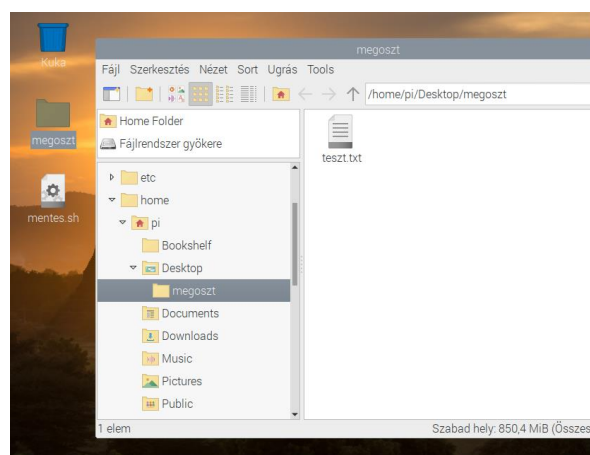 Kuka
megoszt
mentes.sh
megoszt
Fájl Szerkesztés Nézet Sort Ugrás Tools
/home/pi/Desktop/megoszt
Home Folder
Fájlrendszer gyökere
etc
home
pi
Bookshelf
Desktop
megoszt
Documents
Downloads
Music
Pictures
Public
teszt.txt
1 elem
Szabad hely: 850,4 MiB (Összes